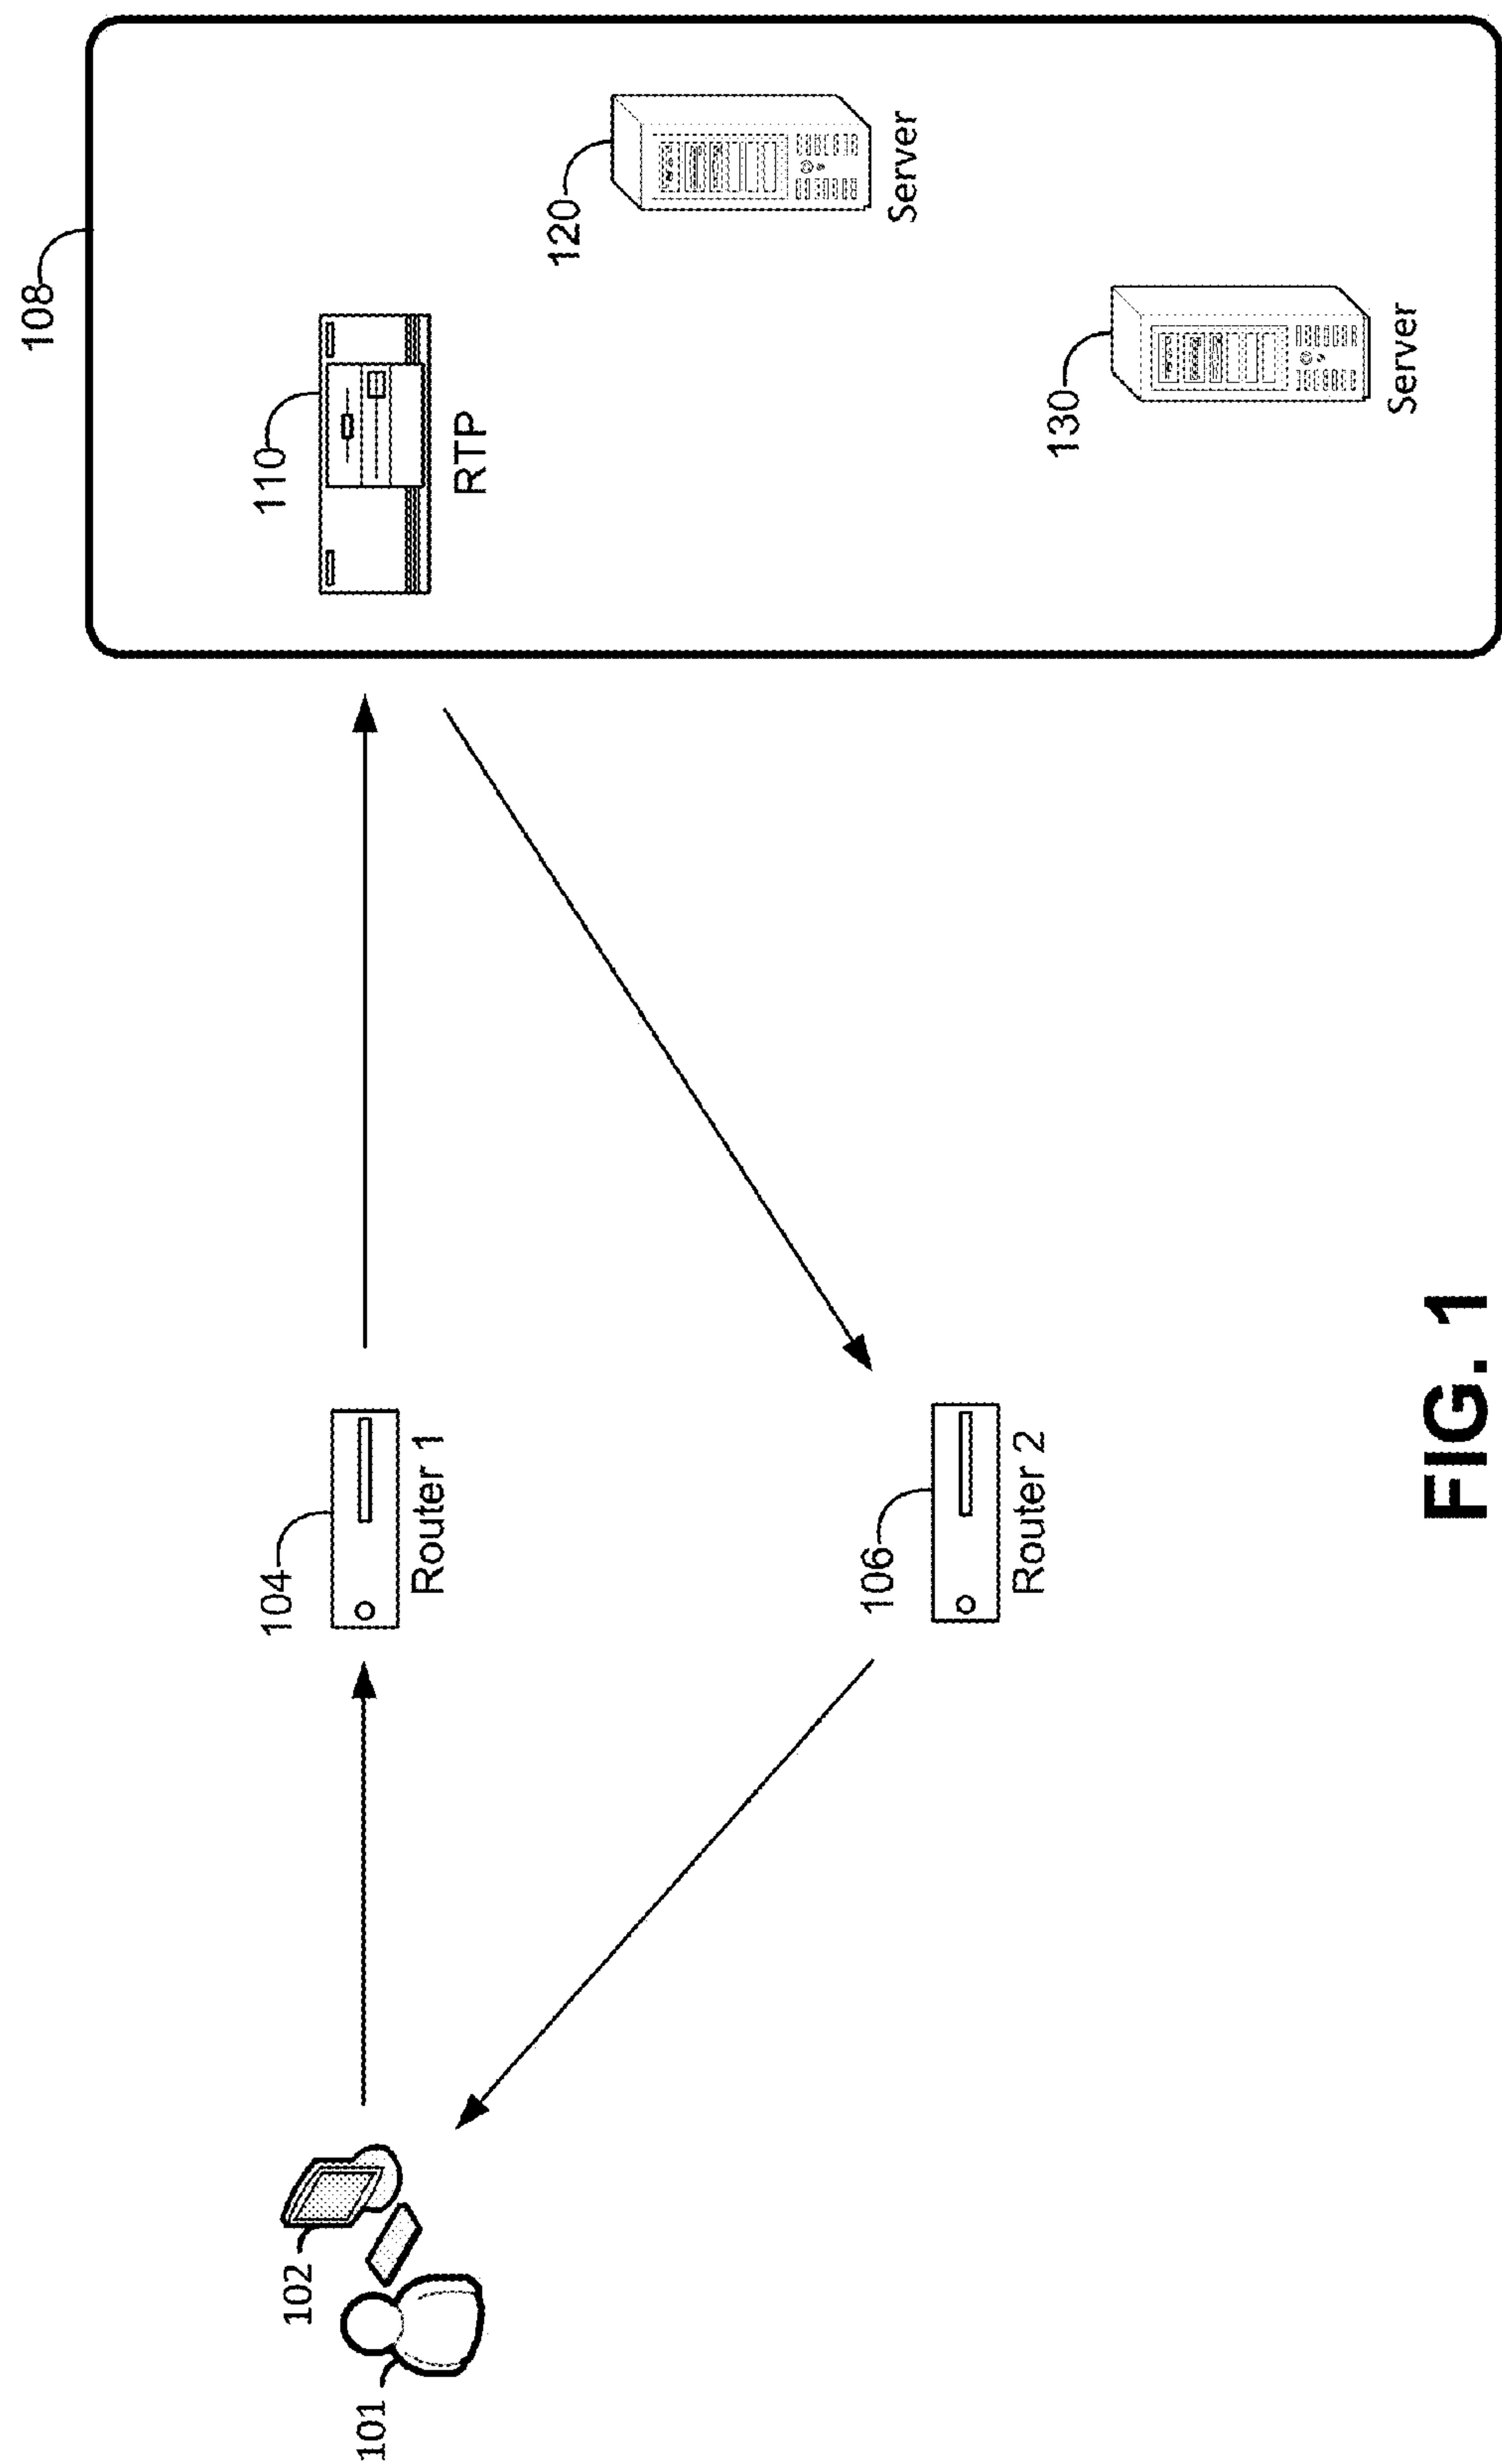 108
110
RTP
120
Server
130
Server
104
Router 1
106
Router 2
102
101
FIG. 1